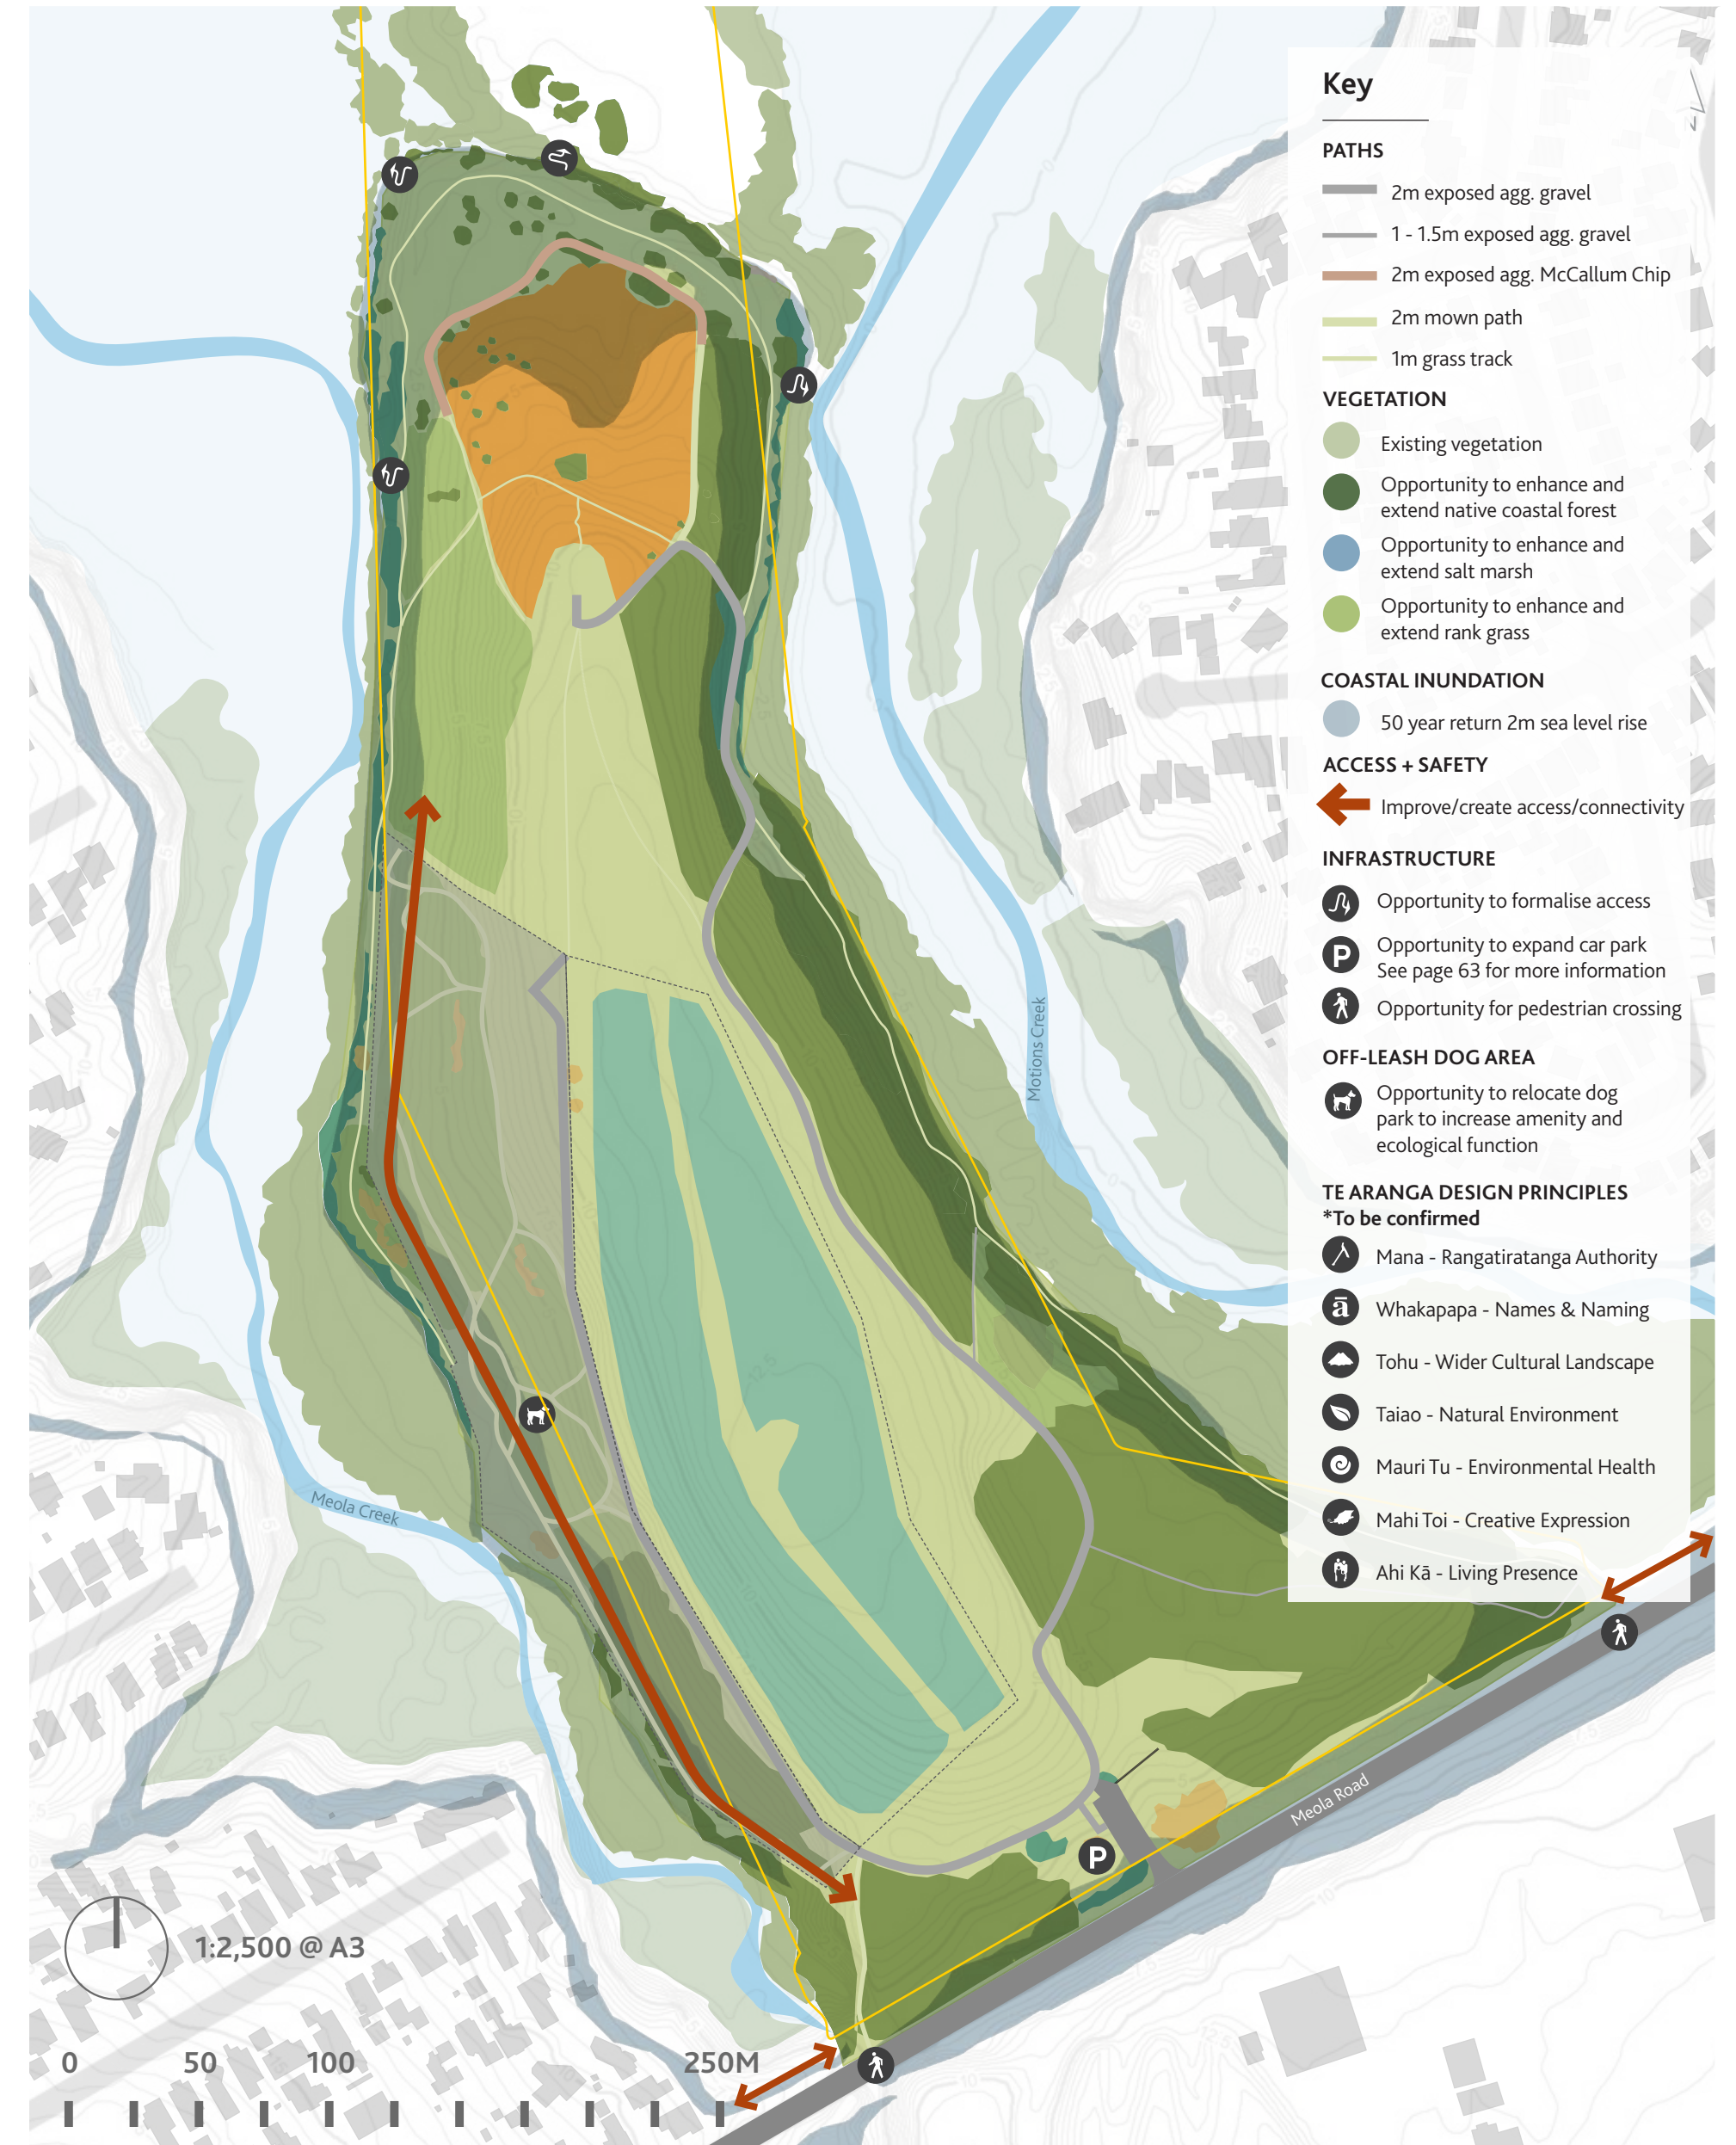 Key
PATHS
2m exposed agg. gravel
1 - 1.5m exposed agg. gravel
2m exposed agg. McCallum Chip
2m mown path
1m grass track
VEGETATION
Existing vegetation
Opportunity to enhance and
extend native coastal forest
Opportunity to enhance and
extend salt marsh
Opportunity to enhance and
extend rank grass
COASTAL INUNDATION
50 year return 2m sea level rise
ACCESS + SAFETY
Improve/create access/connectivity
INFRASTRUCTURE
Opportunity to formalise access
P
Opportunity to expand car park
See page 63 for more information
Opportunity for pedestrian crossing
OFF-LEASH DOG AREA
Opportunity to relocate dog
park to increase amenity and
ecological function
TE ARANGA DESIGN PRINCIPLES
*To be confirmed
Mana - Rangatiratanga Authority
ā
Whakapapa - Names & Naming
Tohu - Wider Cultural Landscape
Taiao - Natural Environment
Mauri Tu - Environmental Health
Mahi Toi - Creative Expression
Ahi Kā - Living Presence
Motions Creek
Meola Creek
12.5
Meola Road
P
1:2,500 @ A3
0 50 100 250M